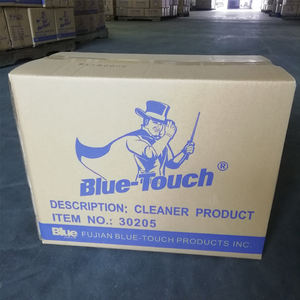 Blue-Touch®
DESCRIPTION: CLEANER PRODUCT
ITEM NO.: 30205
Blue FUJIAN BLUE-TOUCH PRODUCTS INC.